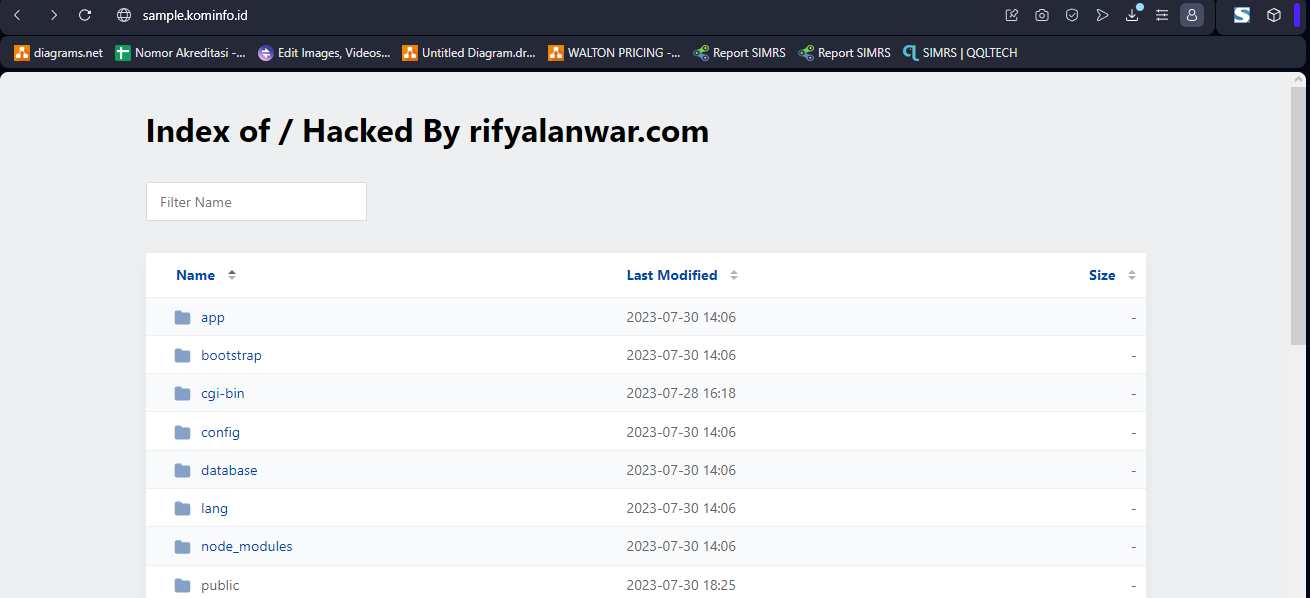 sample.kominfo.id
diagrams.net Nomor Akreditasi -... Edit Images, Videos... Untitled Diagram.dr... WALTON PRICING -... Report SIMRS Report SIMRS SIMRS | QQLTECH
Index of / Hacked By rifyalanwar.com
Filter Name
Name Last Modified Size
app 2023-07-30 14:06 -
bootstrap 2023-07-30 14:06 -
cgi-bin 2023-07-28 16:18 -
config 2023-07-30 14:06 -
database 2023-07-30 14:06 -
lang 2023-07-30 14:06 -
node_modules 2023-07-30 14:06 -
public 2023-07-30 18:25 -